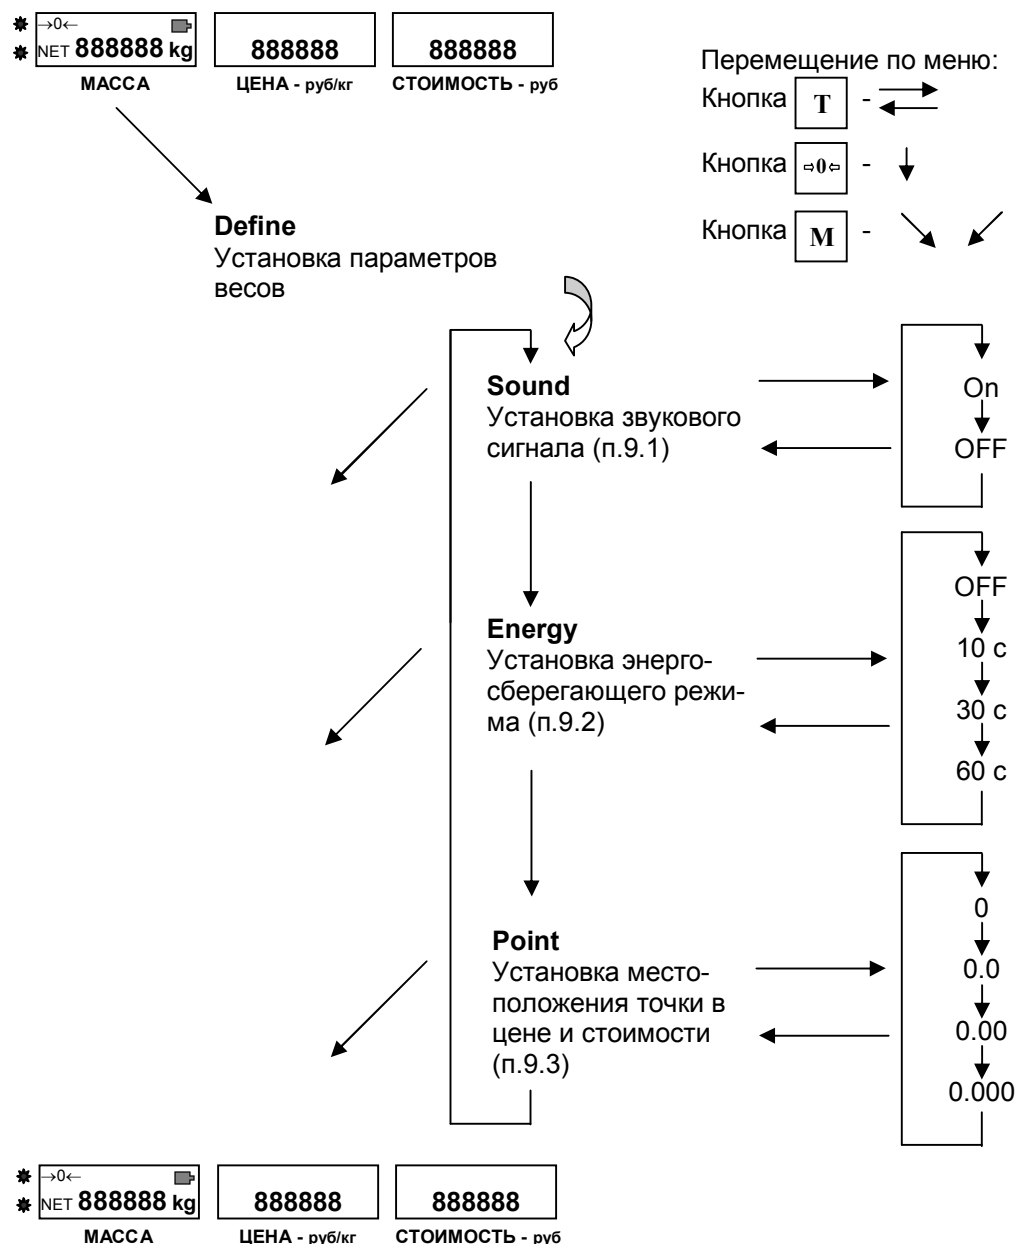 →0←
NET 888888 kg
888888
888888
МАССА
ЦЕНА - руб/кг
СТОИМОСТЬ - руб
Перемещение по меню:
Кнопка T -
Кнопка ⇨0⇦ -
Кнопка M -
Define
Установка параметров
весов
Sound
Установка звукового
сигнала (п.9.1)
On
OFF
Energy
Установка энерго-
сберегающего режи-
ма (п.9.2)
OFF
10 с
30 с
60 с
Point
Установка место-
положения точки в
цене и стоимости
(п.9.3)
0
0.0
0.00
0.000
→0←
NET 888888 kg
888888
888888
МАССА
ЦЕНА - руб/кг
СТОИМОСТЬ - руб